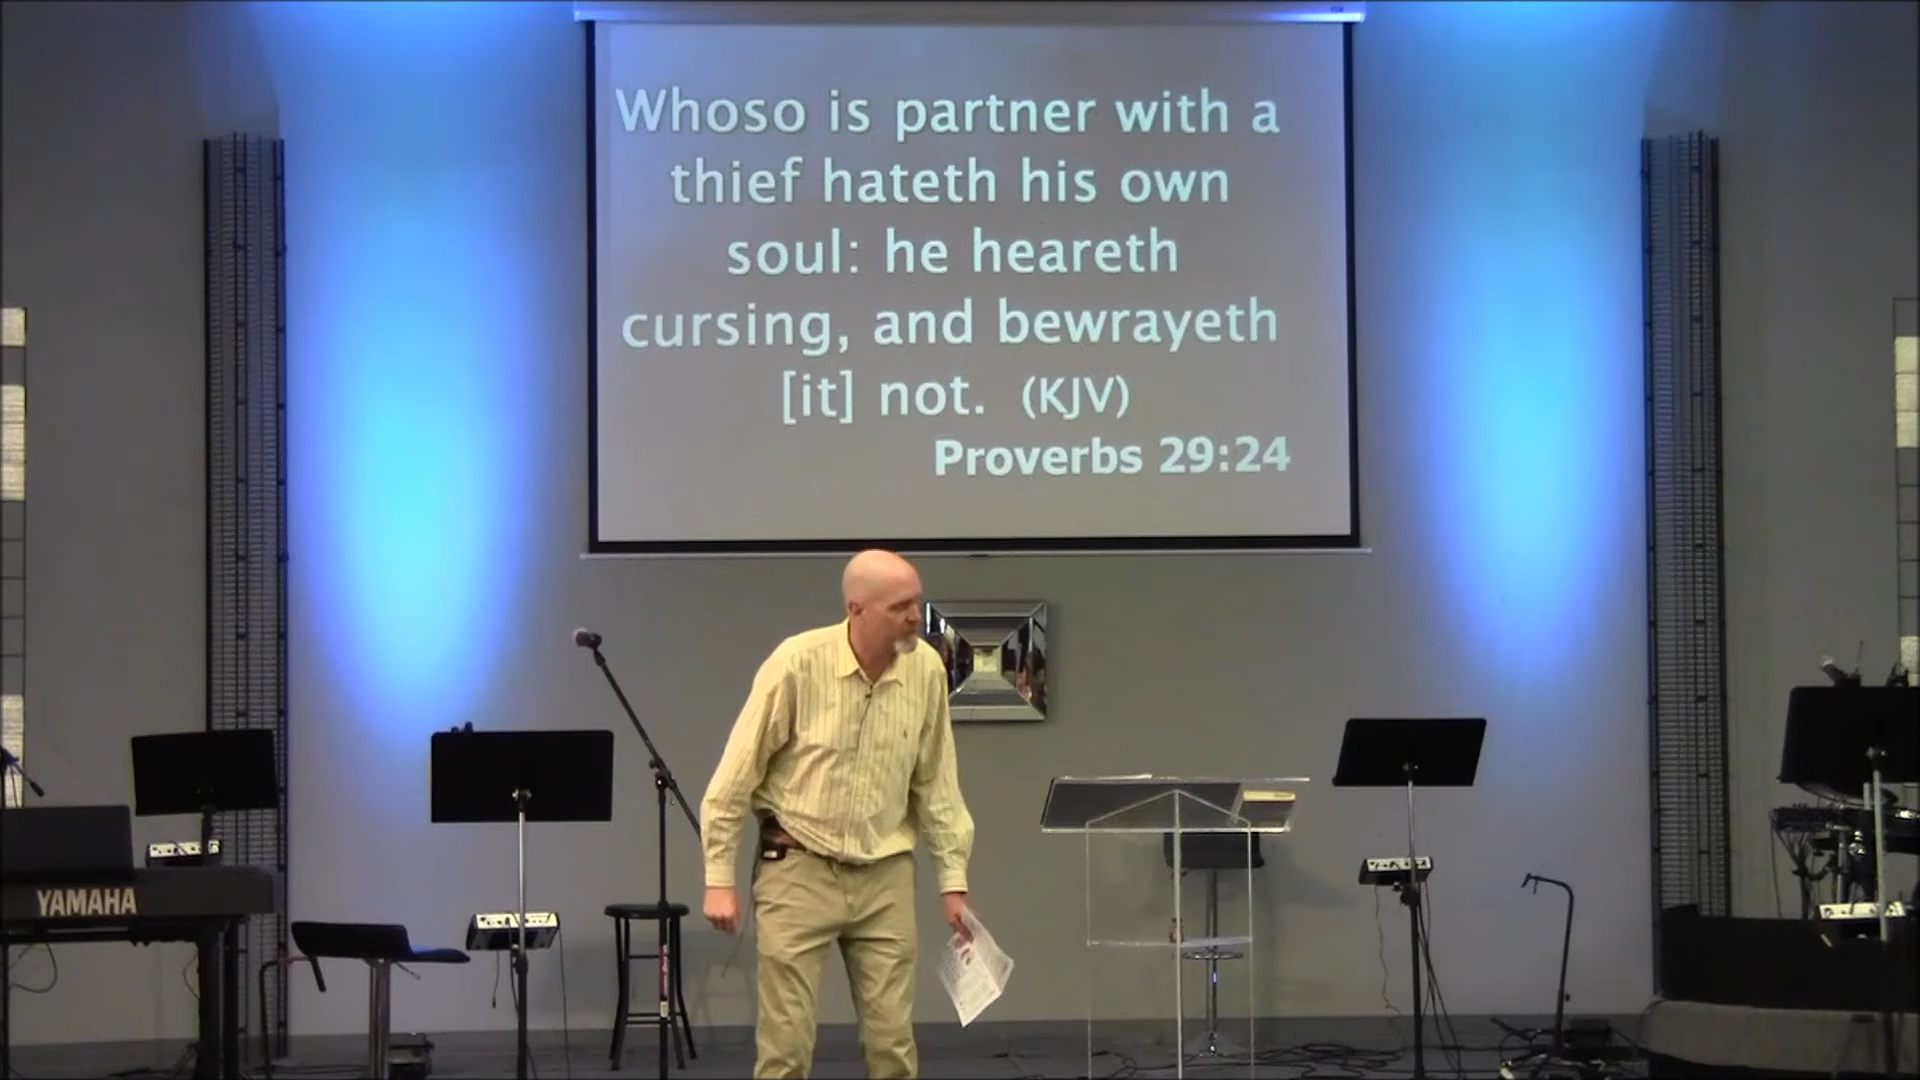 Whoso is partner with a
thief hateth his own
soul: he heareth
cursing, and bewrayeth
[it] not. (KJV)
Proverbs 29:24
YAMAHA